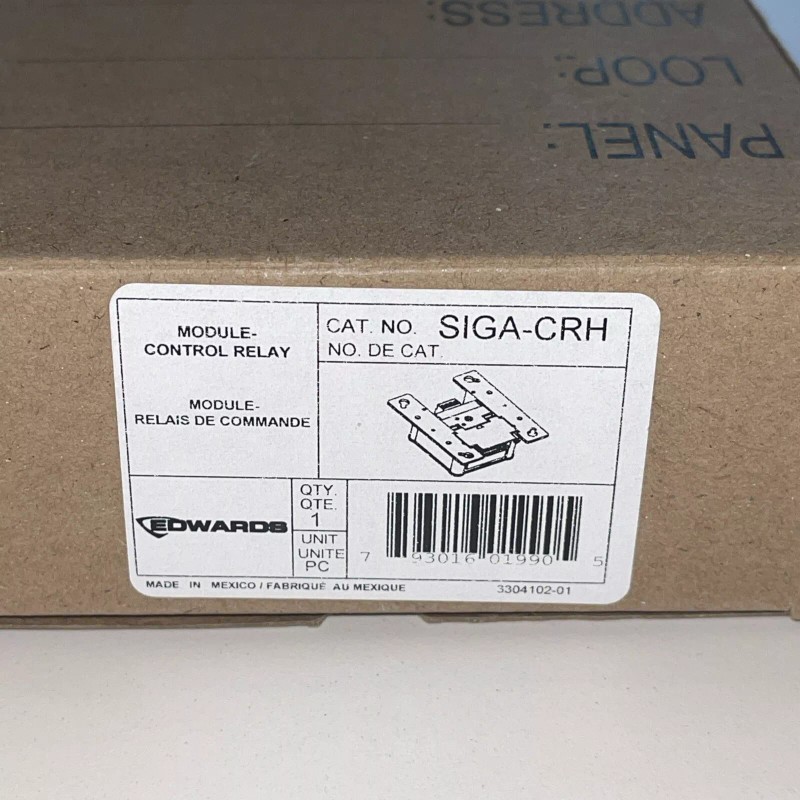 ADDRESS:
LOOP:
PANEL:
MODULE-
CONTROL RELAY
MODULE-
RELAIS DE COMMANDE
CAT. NO. SIGA-CRH
NO. DE CAT.
EDWARDS
QTY.
QTE.
1
UNIT
UNITE
PC
7 93016 01990 5
MADE IN MEXICO / FABRIQUÉ AU MEXIQUE
3304102-01